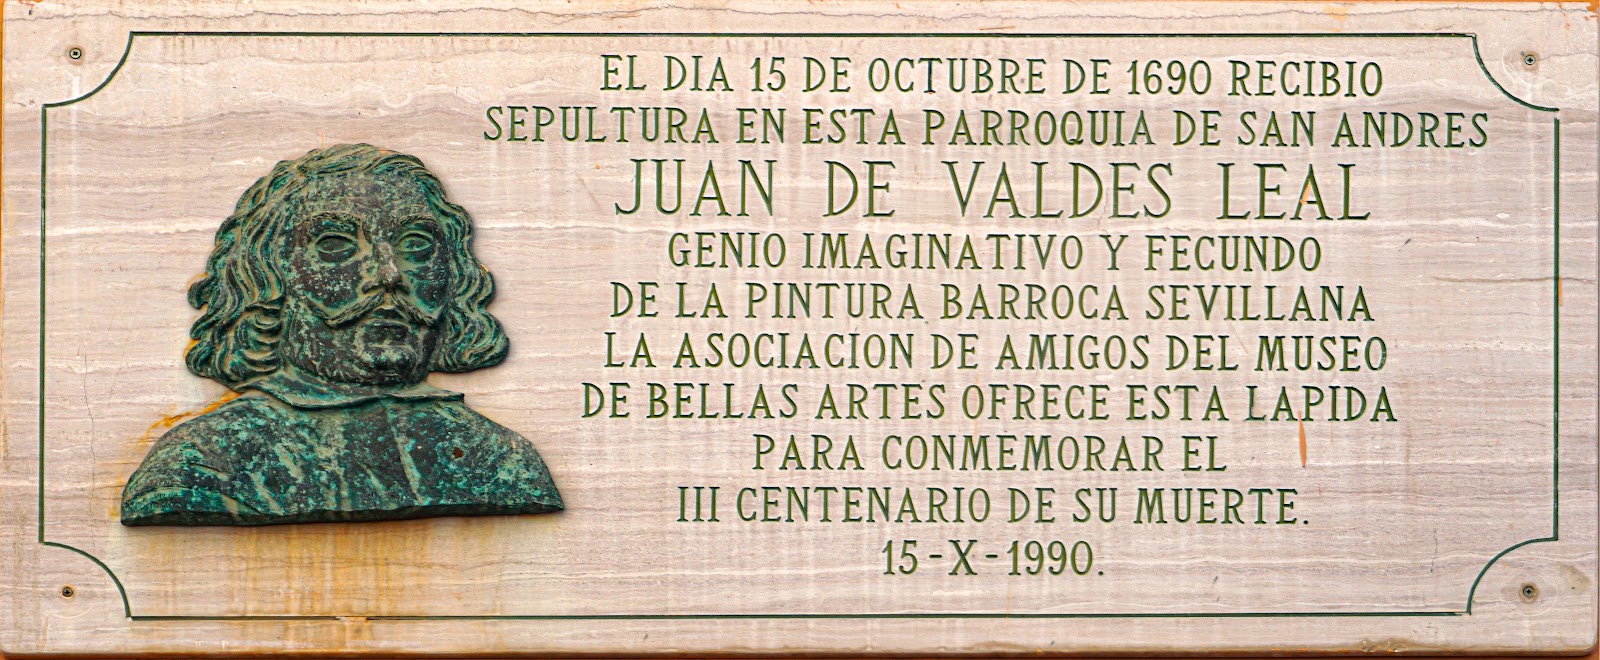 EL DIA 15 DE OCTUBRE DE 1690 RECIBIO
SEPULTURA EN ESTA PARROQUIA DE SAN ANDRES
JUAN DE VALDES LEAL
GENIO IMAGINATIVO Y FECUNDO
DE LA PINTURA BARROCA SEVILLANA
LA ASOCIACION DE AMIGOS DEL MUSEO
DE BELLAS ARTES OFRECE ESTA LAPIDA
PARA CONMEMORAR EL
III CENTENARIO DE SU MUERTE.
15-X-1990.